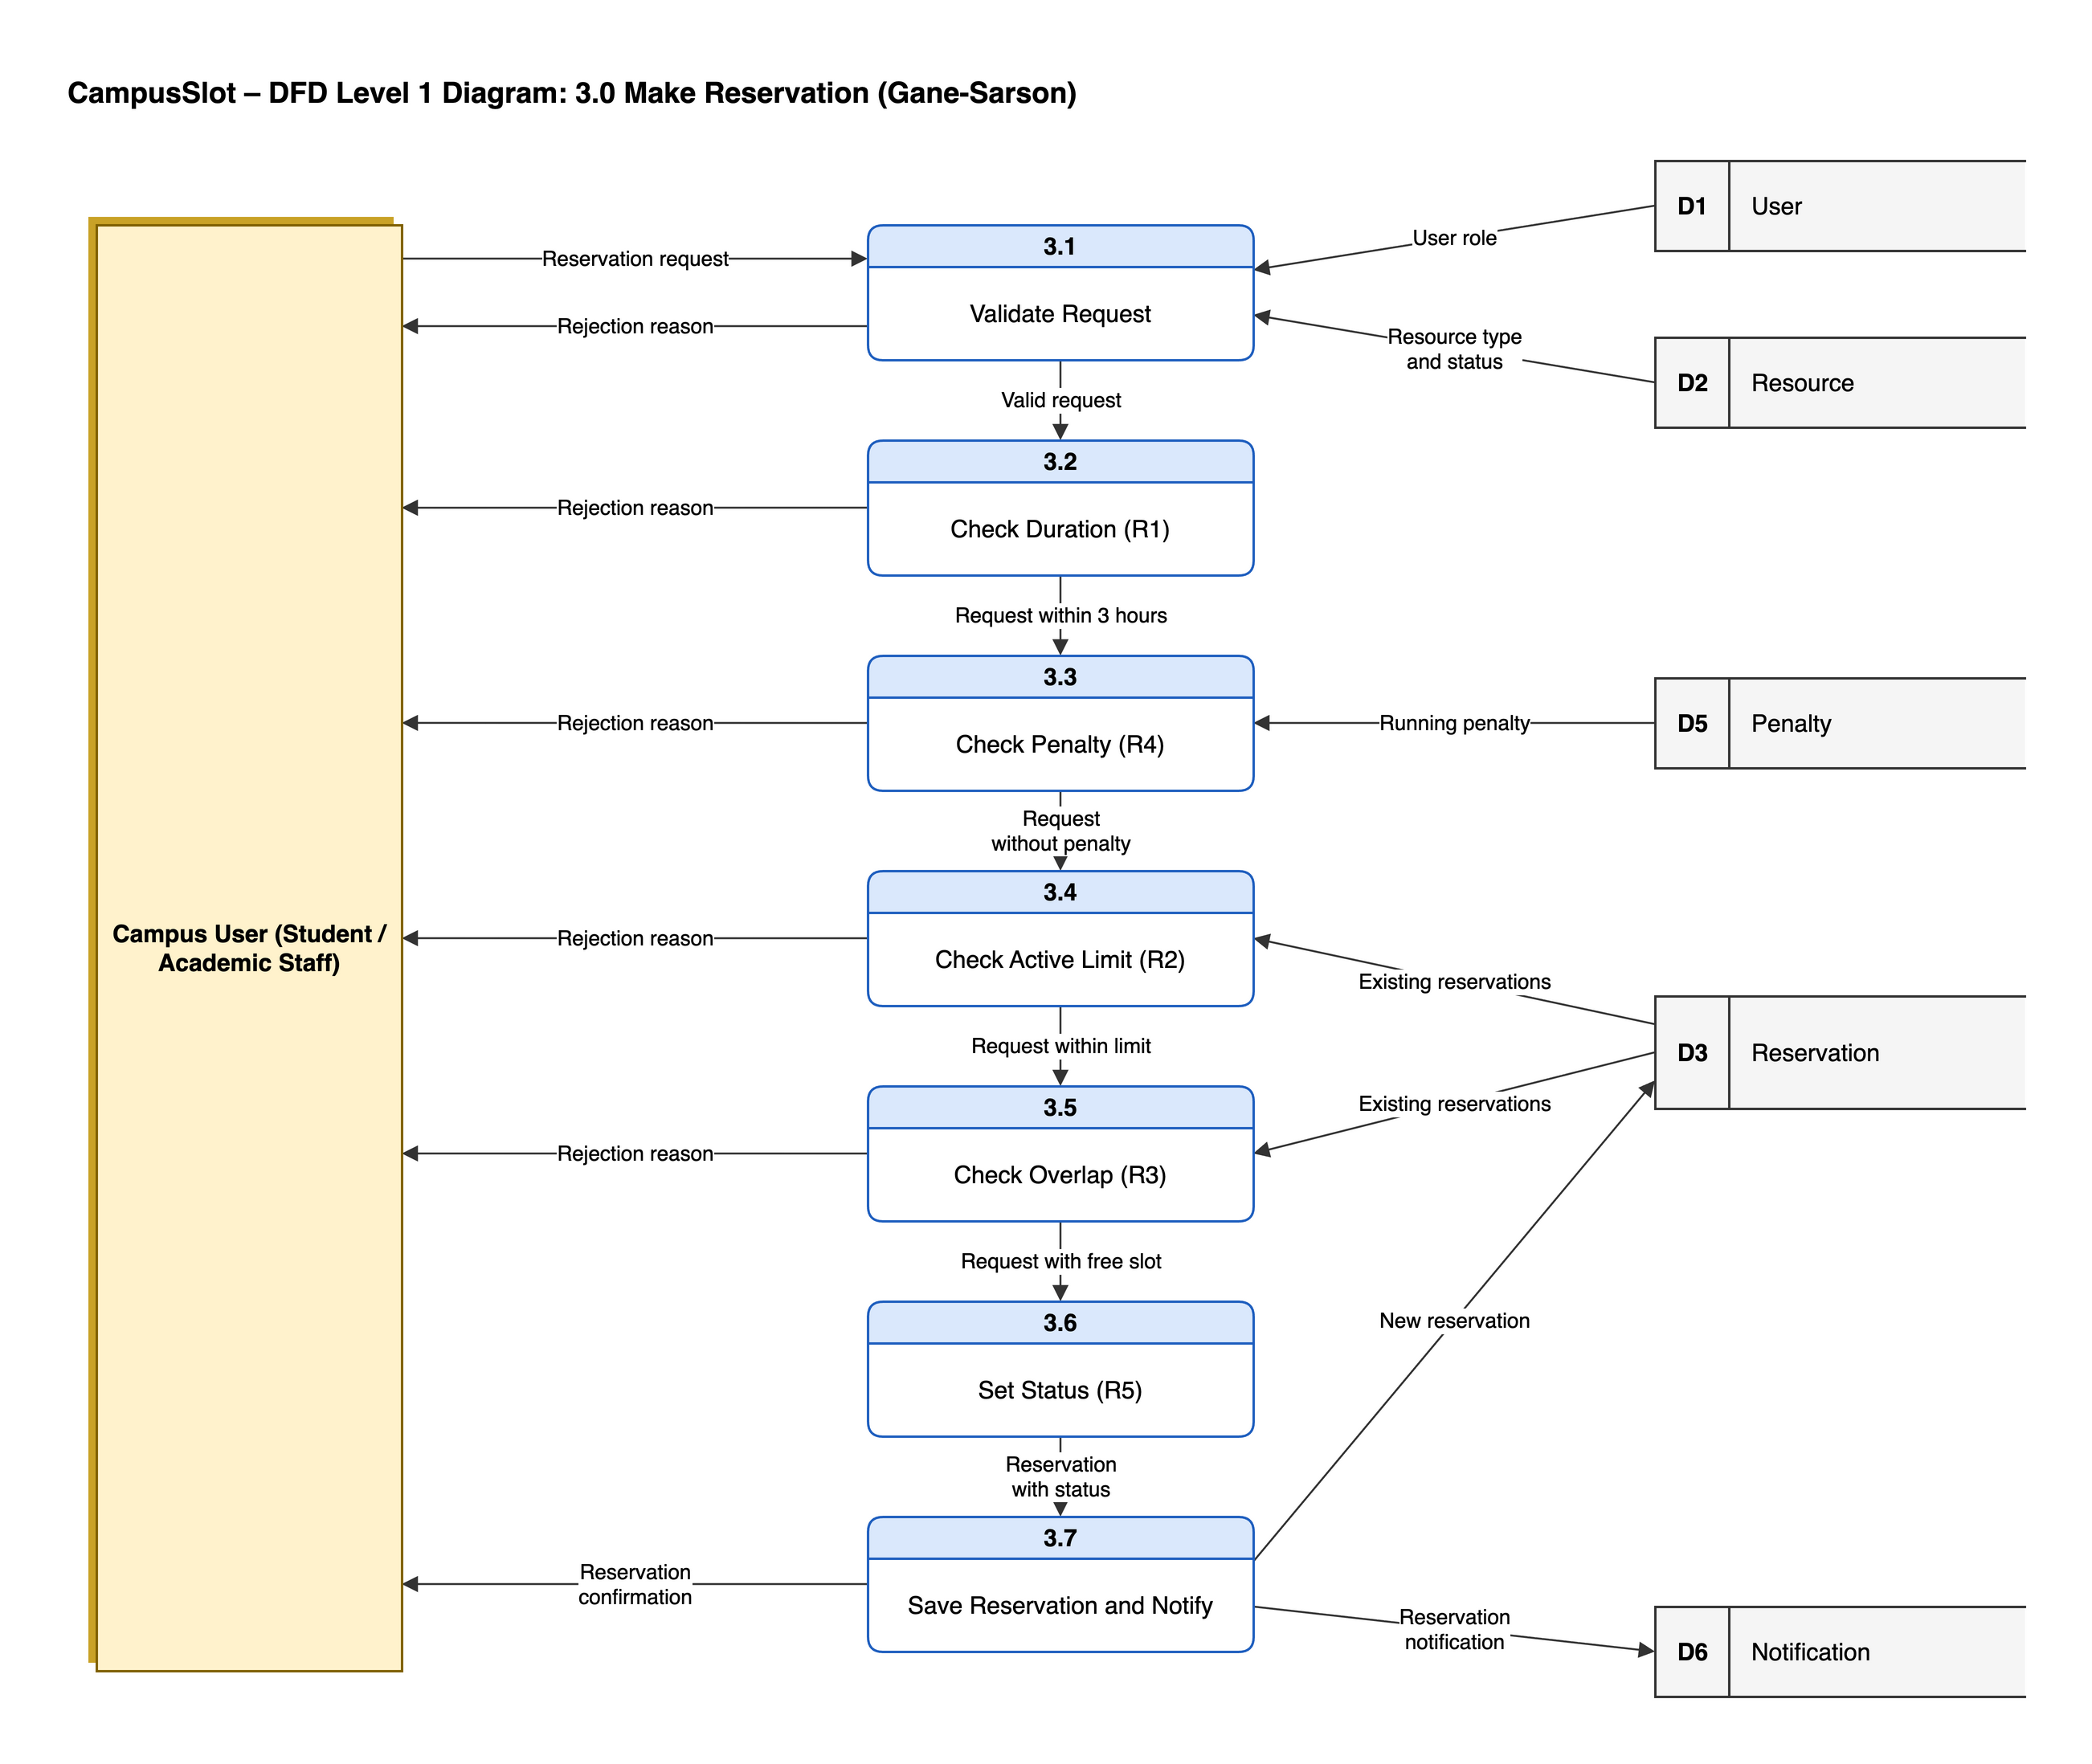 CampusSlot – DFD Level 1 Diagram: 3.0 Make Reservation (Gane-Sarson)
D1
User
User role
3.1
Reservation request
Validate Request
Rejection reason
Resource type
and status
D2
Resource
Valid request
3.2
Rejection reason
Check Duration (R1)
Request within 3 hours
3.3
Rejection reason
Check Penalty (R4)
Running penalty
D5
Penalty
Request
without penalty
3.4
Campus User (Student /
Academic Staff)
Rejection reason
Check Active Limit (R2)
Existing reservations
Request within limit
D3
Reservation
Existing reservations
3.5
Rejection reason
Check Overlap (R3)
Request with free slot
3.6
New reservation
Set Status (R5)
Reservation
with status
3.7
Reservation
confirmation
Save Reservation and Notify
Reservation
notification
D6
Notification